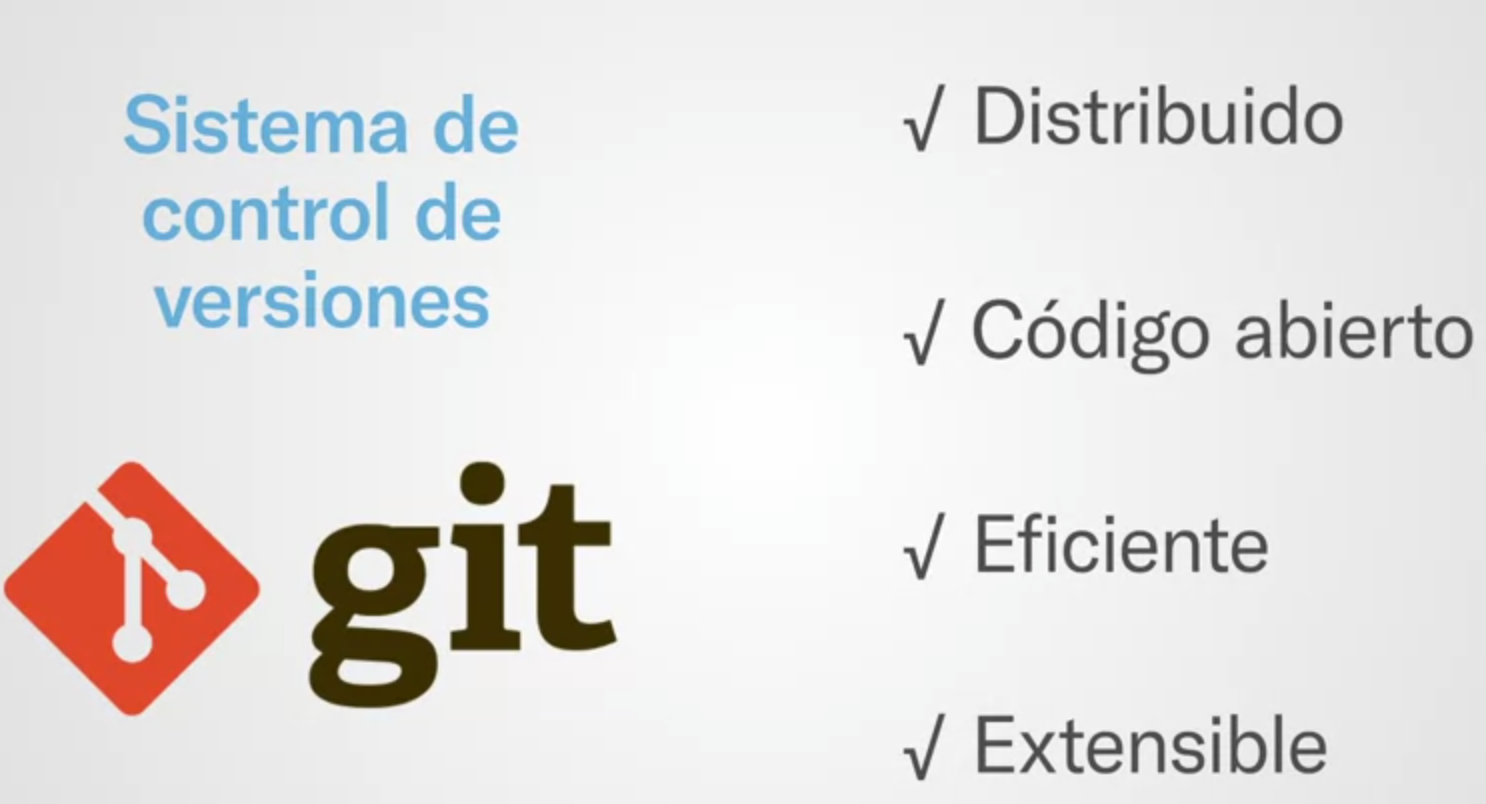 Sistema de
control de
versiones
git
√ Distribuido
√ Código abierto
√ Eficiente
√ Extensible